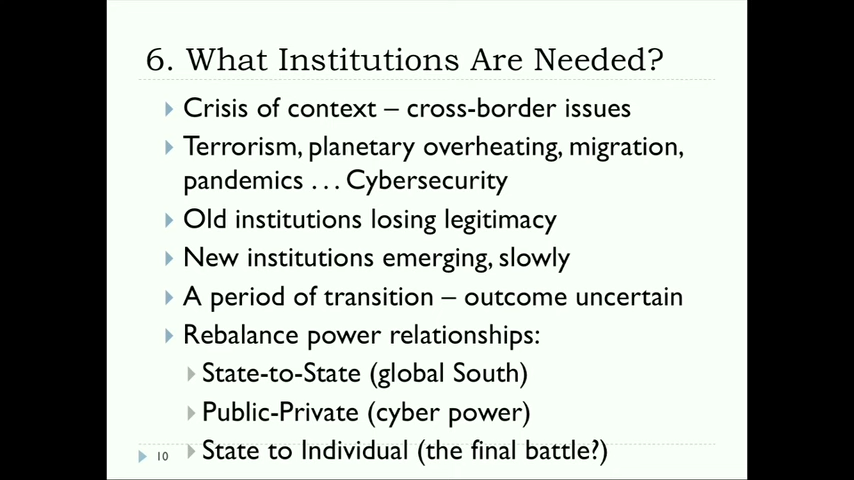 6. What Institutions Are Needed?
Crisis of context – cross-border issues
Terrorism, planetary overheating, migration,
pandemics ... Cybersecurity
Old institutions losing legitimacy
New institutions emerging, slowly
A period of transition – outcome uncertain
Rebalance power relationships:
State-to-State (global South)
Public-Private (cyber power)
State to Individual (the final battle?)
10